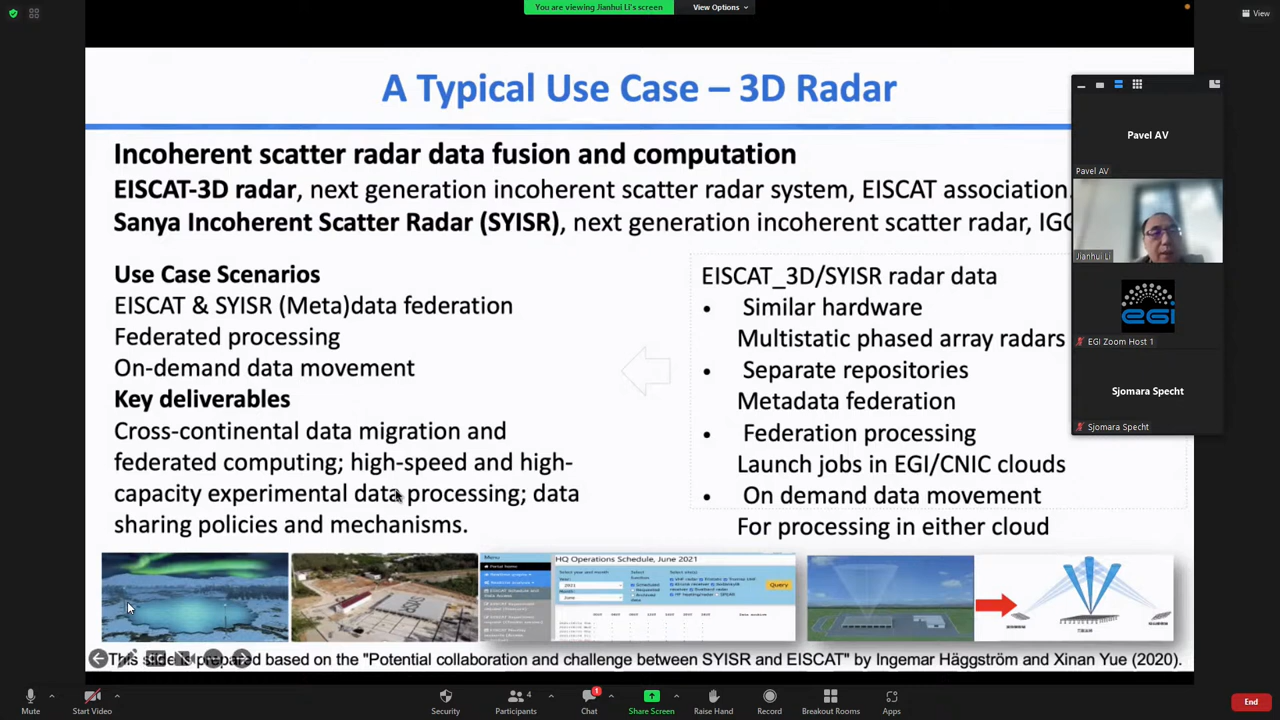 You are viewing Jianhui Li's screen
View Options
View
A Typical Use Case – 3D Radar
Incoherent scatter radar data fusion and computation
EISCAT-3D radar, next generation incoherent scatter radar system, EISCAT association.
Sanya Incoherent Scatter Radar (SYISR), next generation incoherent scatter radar,
Use Case Scenarios
EISCAT & SYISR (Meta)data federation
Federated processing
On-demand data movement
Key deliverables
Cross-continental data migration and
federated computing; high-speed and high-
capacity experimental data processing; data
sharing policies and mechanisms.
EISCAT_3D/SYISR radar data
• Similar hardware
Multistatic phased array radars
• Separate repositories
Metadata federation
• Federation processing
Launch jobs in EGI/CNIC clouds
• On demand data movement
For processing in either cloud
Menu
HQ Operations Schedule, June 2021
Query
This slide is prepared based on the "Potential collaboration and challenge between SYISR and EISCAT" by Ingemar Häggström and Xinan Yue (2020).
Pavel AV
Pavel AV
Jianhui Li
eGI
EGI Zoom Host 1
Sjomara Specht
Sjomara Specht
Mute
Start Video
Security
Participants
4
Chat
1
Share Screen
Raise Hand
Record
Breakout Rooms
Apps
End